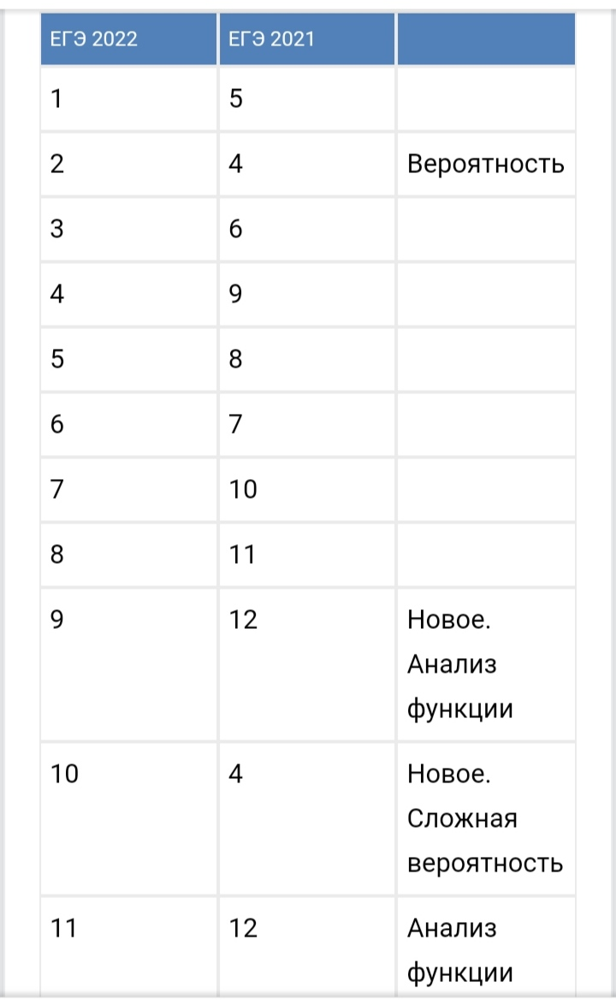 ЕГЭ 2022 ЕГЭ 2021
1 5
2 4 Вероятность
3 6
4 9
5 8
6 7
7 10
8 11
9 12 Новое.
Анализ
функции
10 4 Новое.
Сложная
вероятность
11 12 Анализ
функции